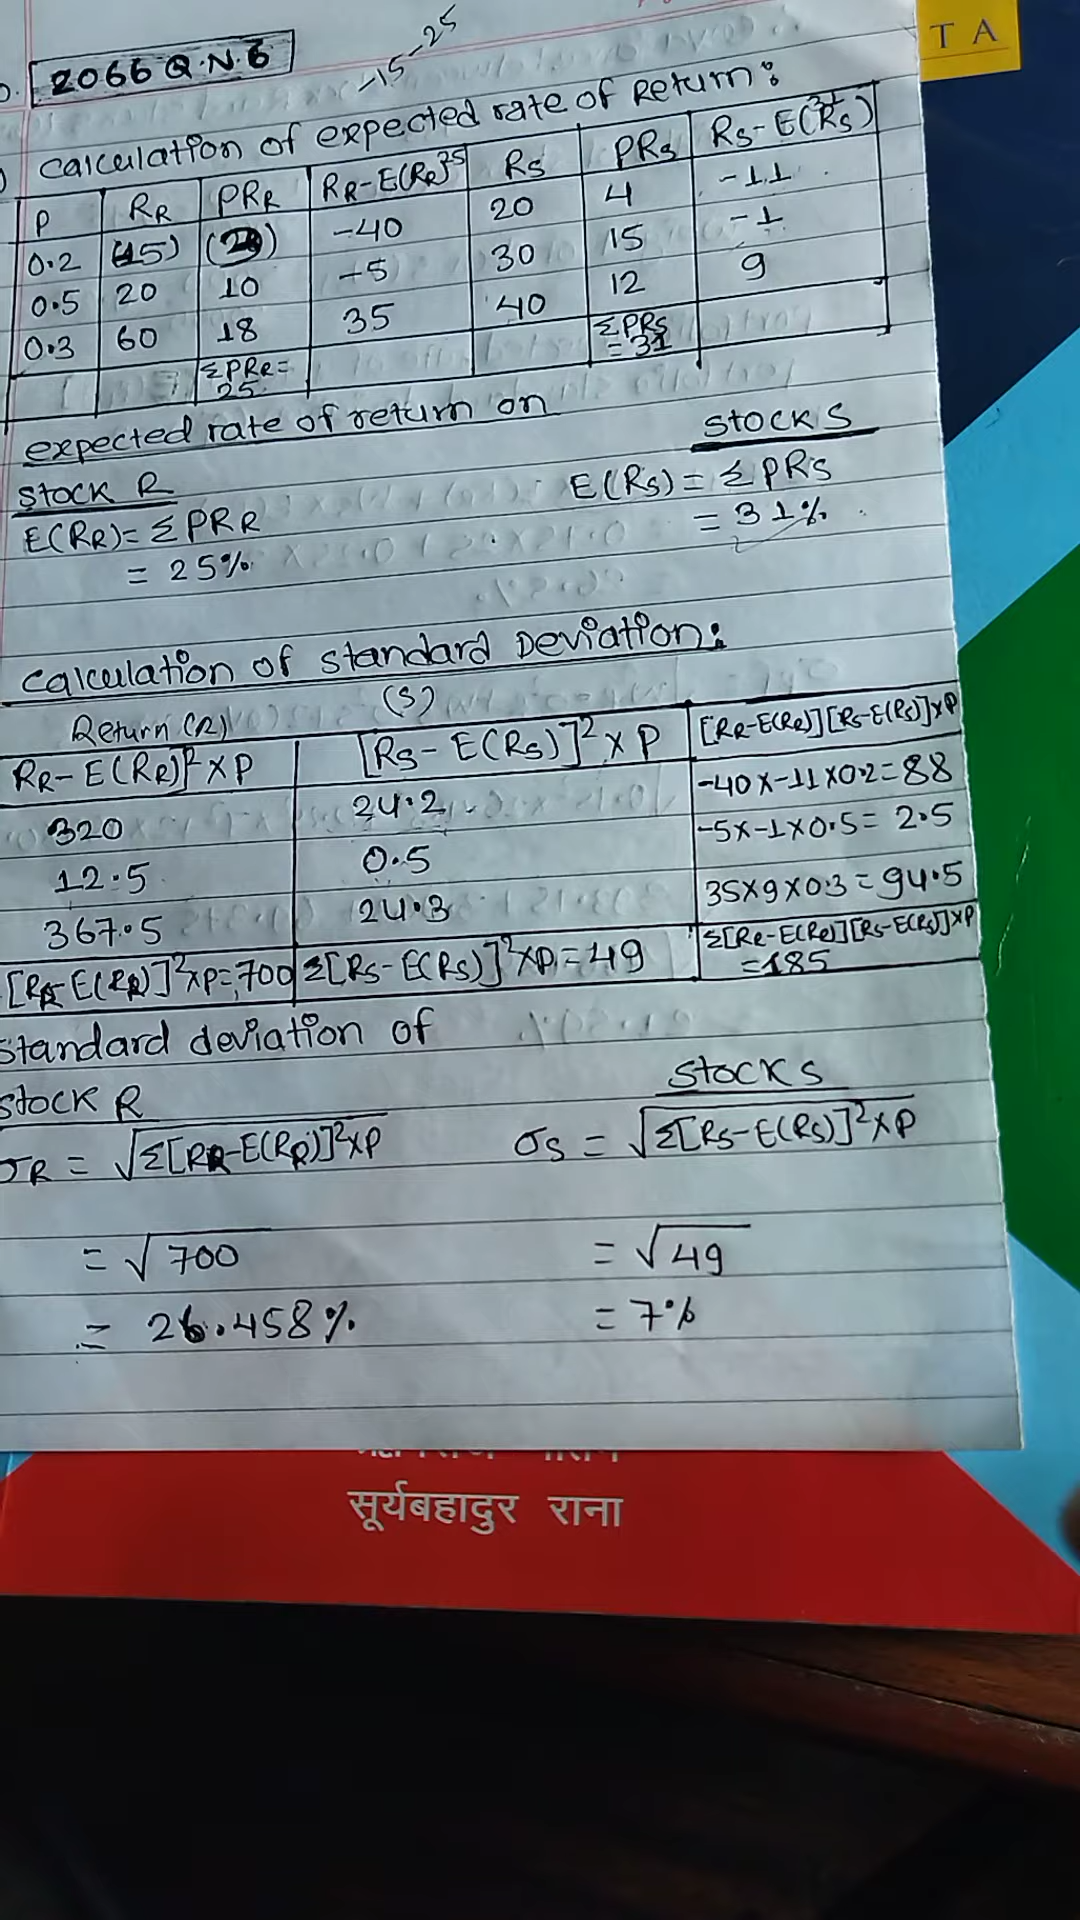 T A
2066 Q.N.6
-15-25
calculation of expected rate of Return:
P RR PRR RR-E(RR)25 Rs PRs Rs-E(Rs)31
0.2 (15) (3) -40 20 4 -11
0.5 20 10 -5 30 15 -1
0.3 60 18 35 40 12 9
ΣPRR= 25 ΣPRs = 31
expected rate of return on
Stock R Stock S
E(RR)= ΣPRR E(Rs) = ΣPRs
= 25% = 31%
calculation of standard Deviation:
Return (R) (S)
RR-E(RR)]²XP [Rs-E(Rs)]²XP [RR-E(RR)][Rs-E(Rs)]XP
320 24.2 -40X-11X0.2=88
12.5 0.5 -5X-1X0.5= 2.5
367.5 24.3 35X9X0.3=94.5
[RR-E(RR)]²XP=700 Σ[Rs-E(Rs)]²XP=49 Σ[RR-E(RR)][Rs-E(Rs)]XP =185
Standard deviation of
Stock R Stock S
σR = √Σ[RR-E(RR)]²XP σs = √Σ[Rs-E(Rs)]²XP
= √700 = √49
= 26.458% = 7%
सूर्यबहादुर राना